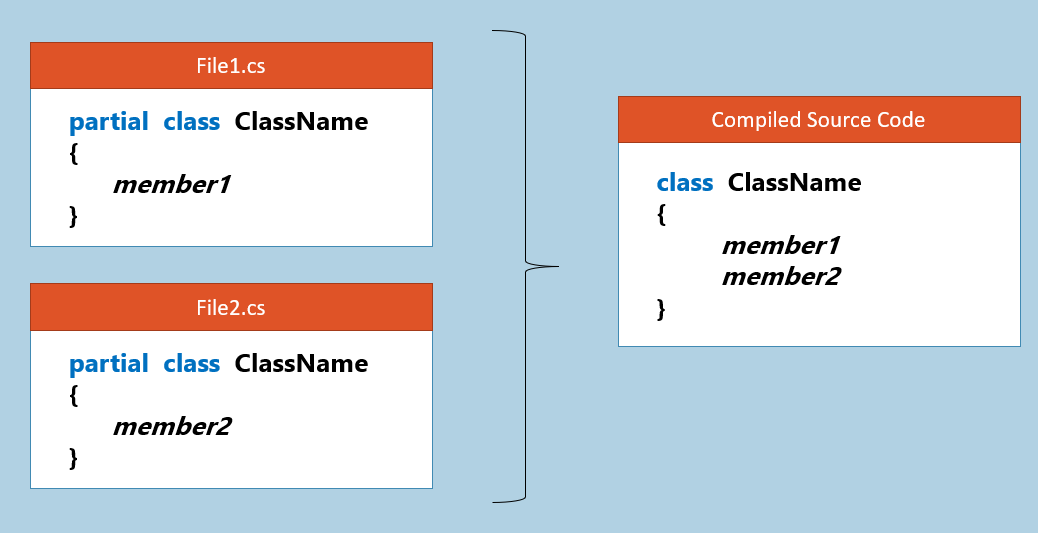 File1.cs
partial class ClassName
{
member1
}
File2.cs
partial class ClassName
{
member2
}
Compiled Source Code
class ClassName
{
member1
member2
}